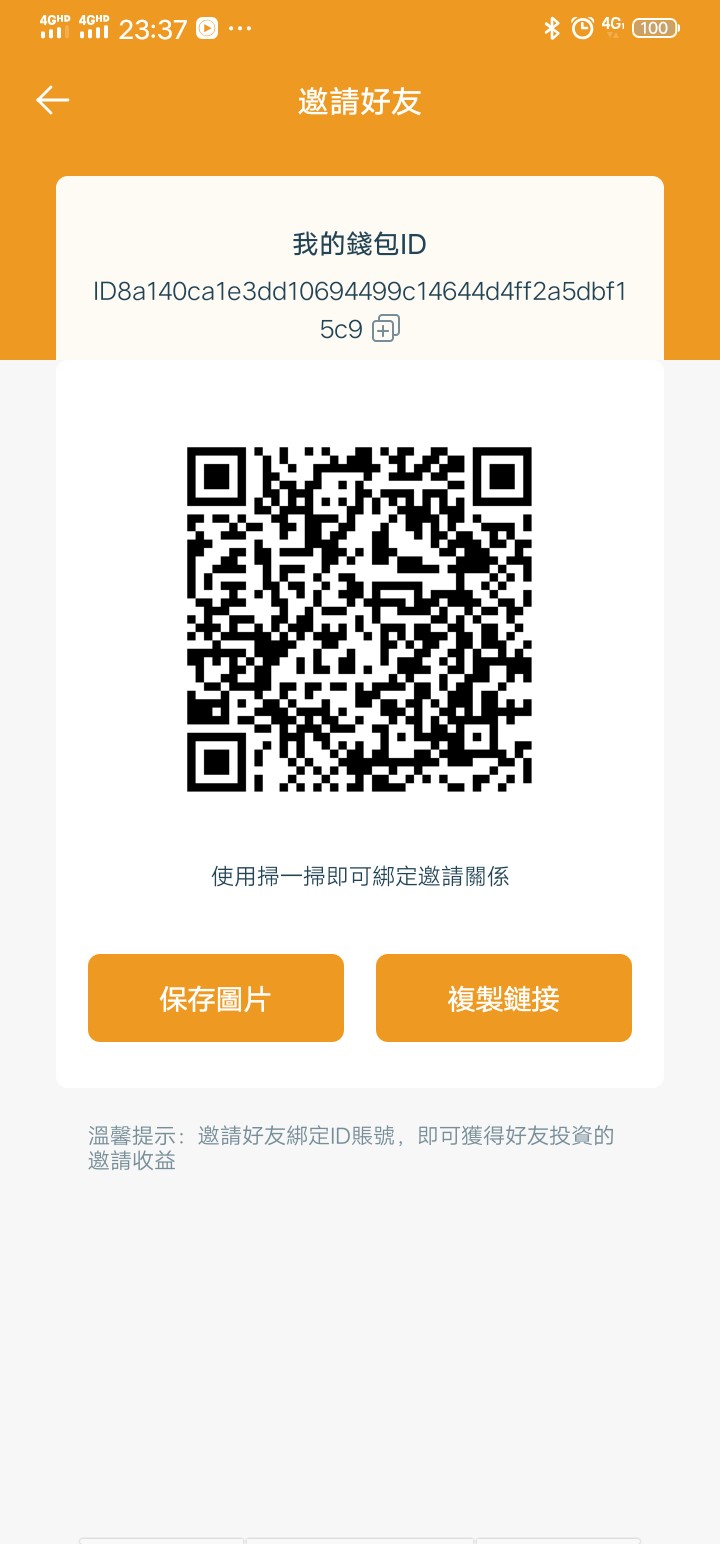 4GHD 4GHD 23:37 ... 4G 100
邀請好友
我的錢包ID
ID8a140ca1e3dd10694499c14644d4ff2a5dbf1
5c9
使用掃一掃即可綁定邀請關係
保存圖片 複製鏈接
溫馨提示：邀請好友綁定ID賬號，即可獲得好友投資的
邀請收益